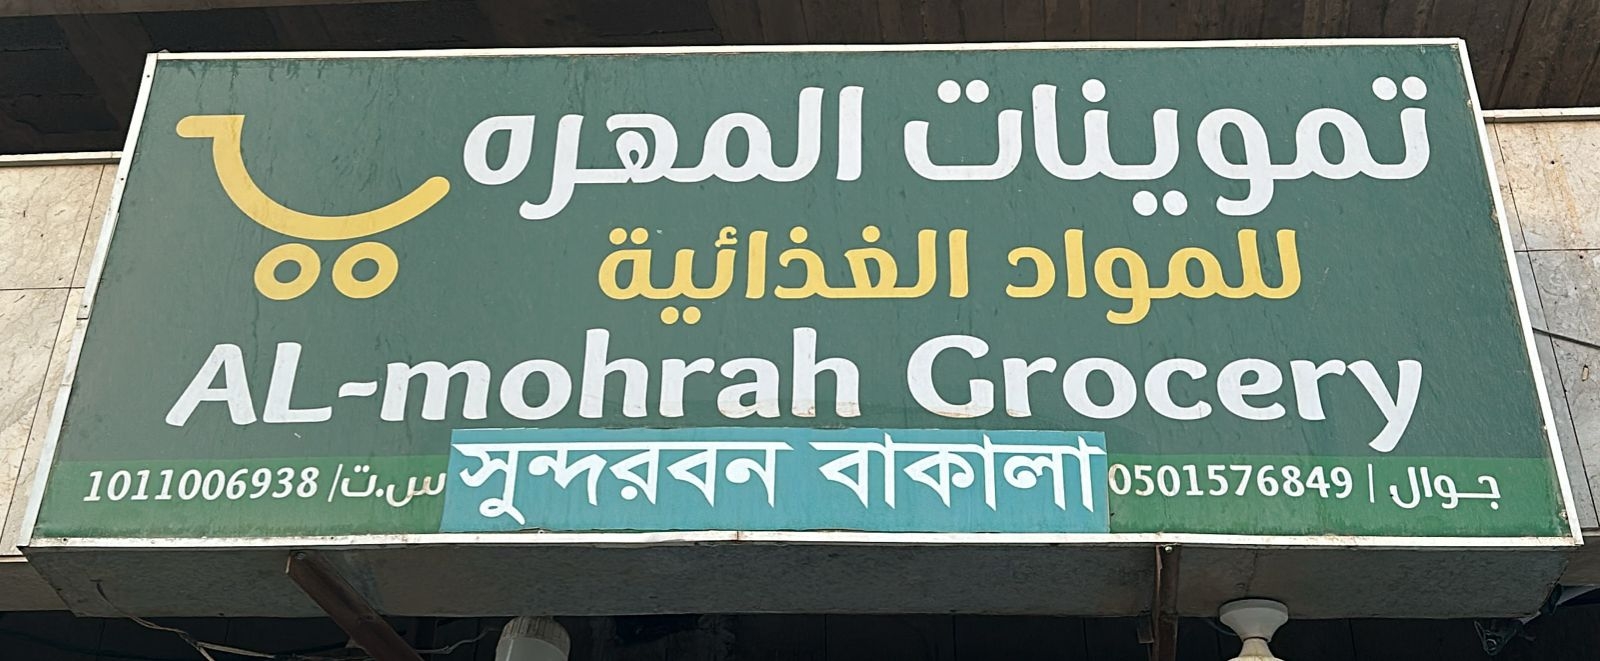 تموينات المهره
للمواد الغذائية
AL-mohrah Grocery
সুন্দরবন বাকালা
جوال / 0501576849
س.ت/ 1011006938